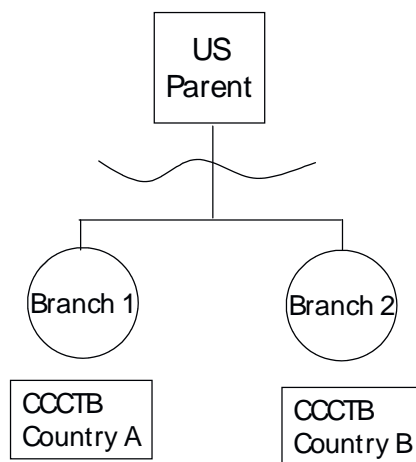 US
Parent
Branch 1
Branch 2
CCCTB
Country A
CCCTB
Country B